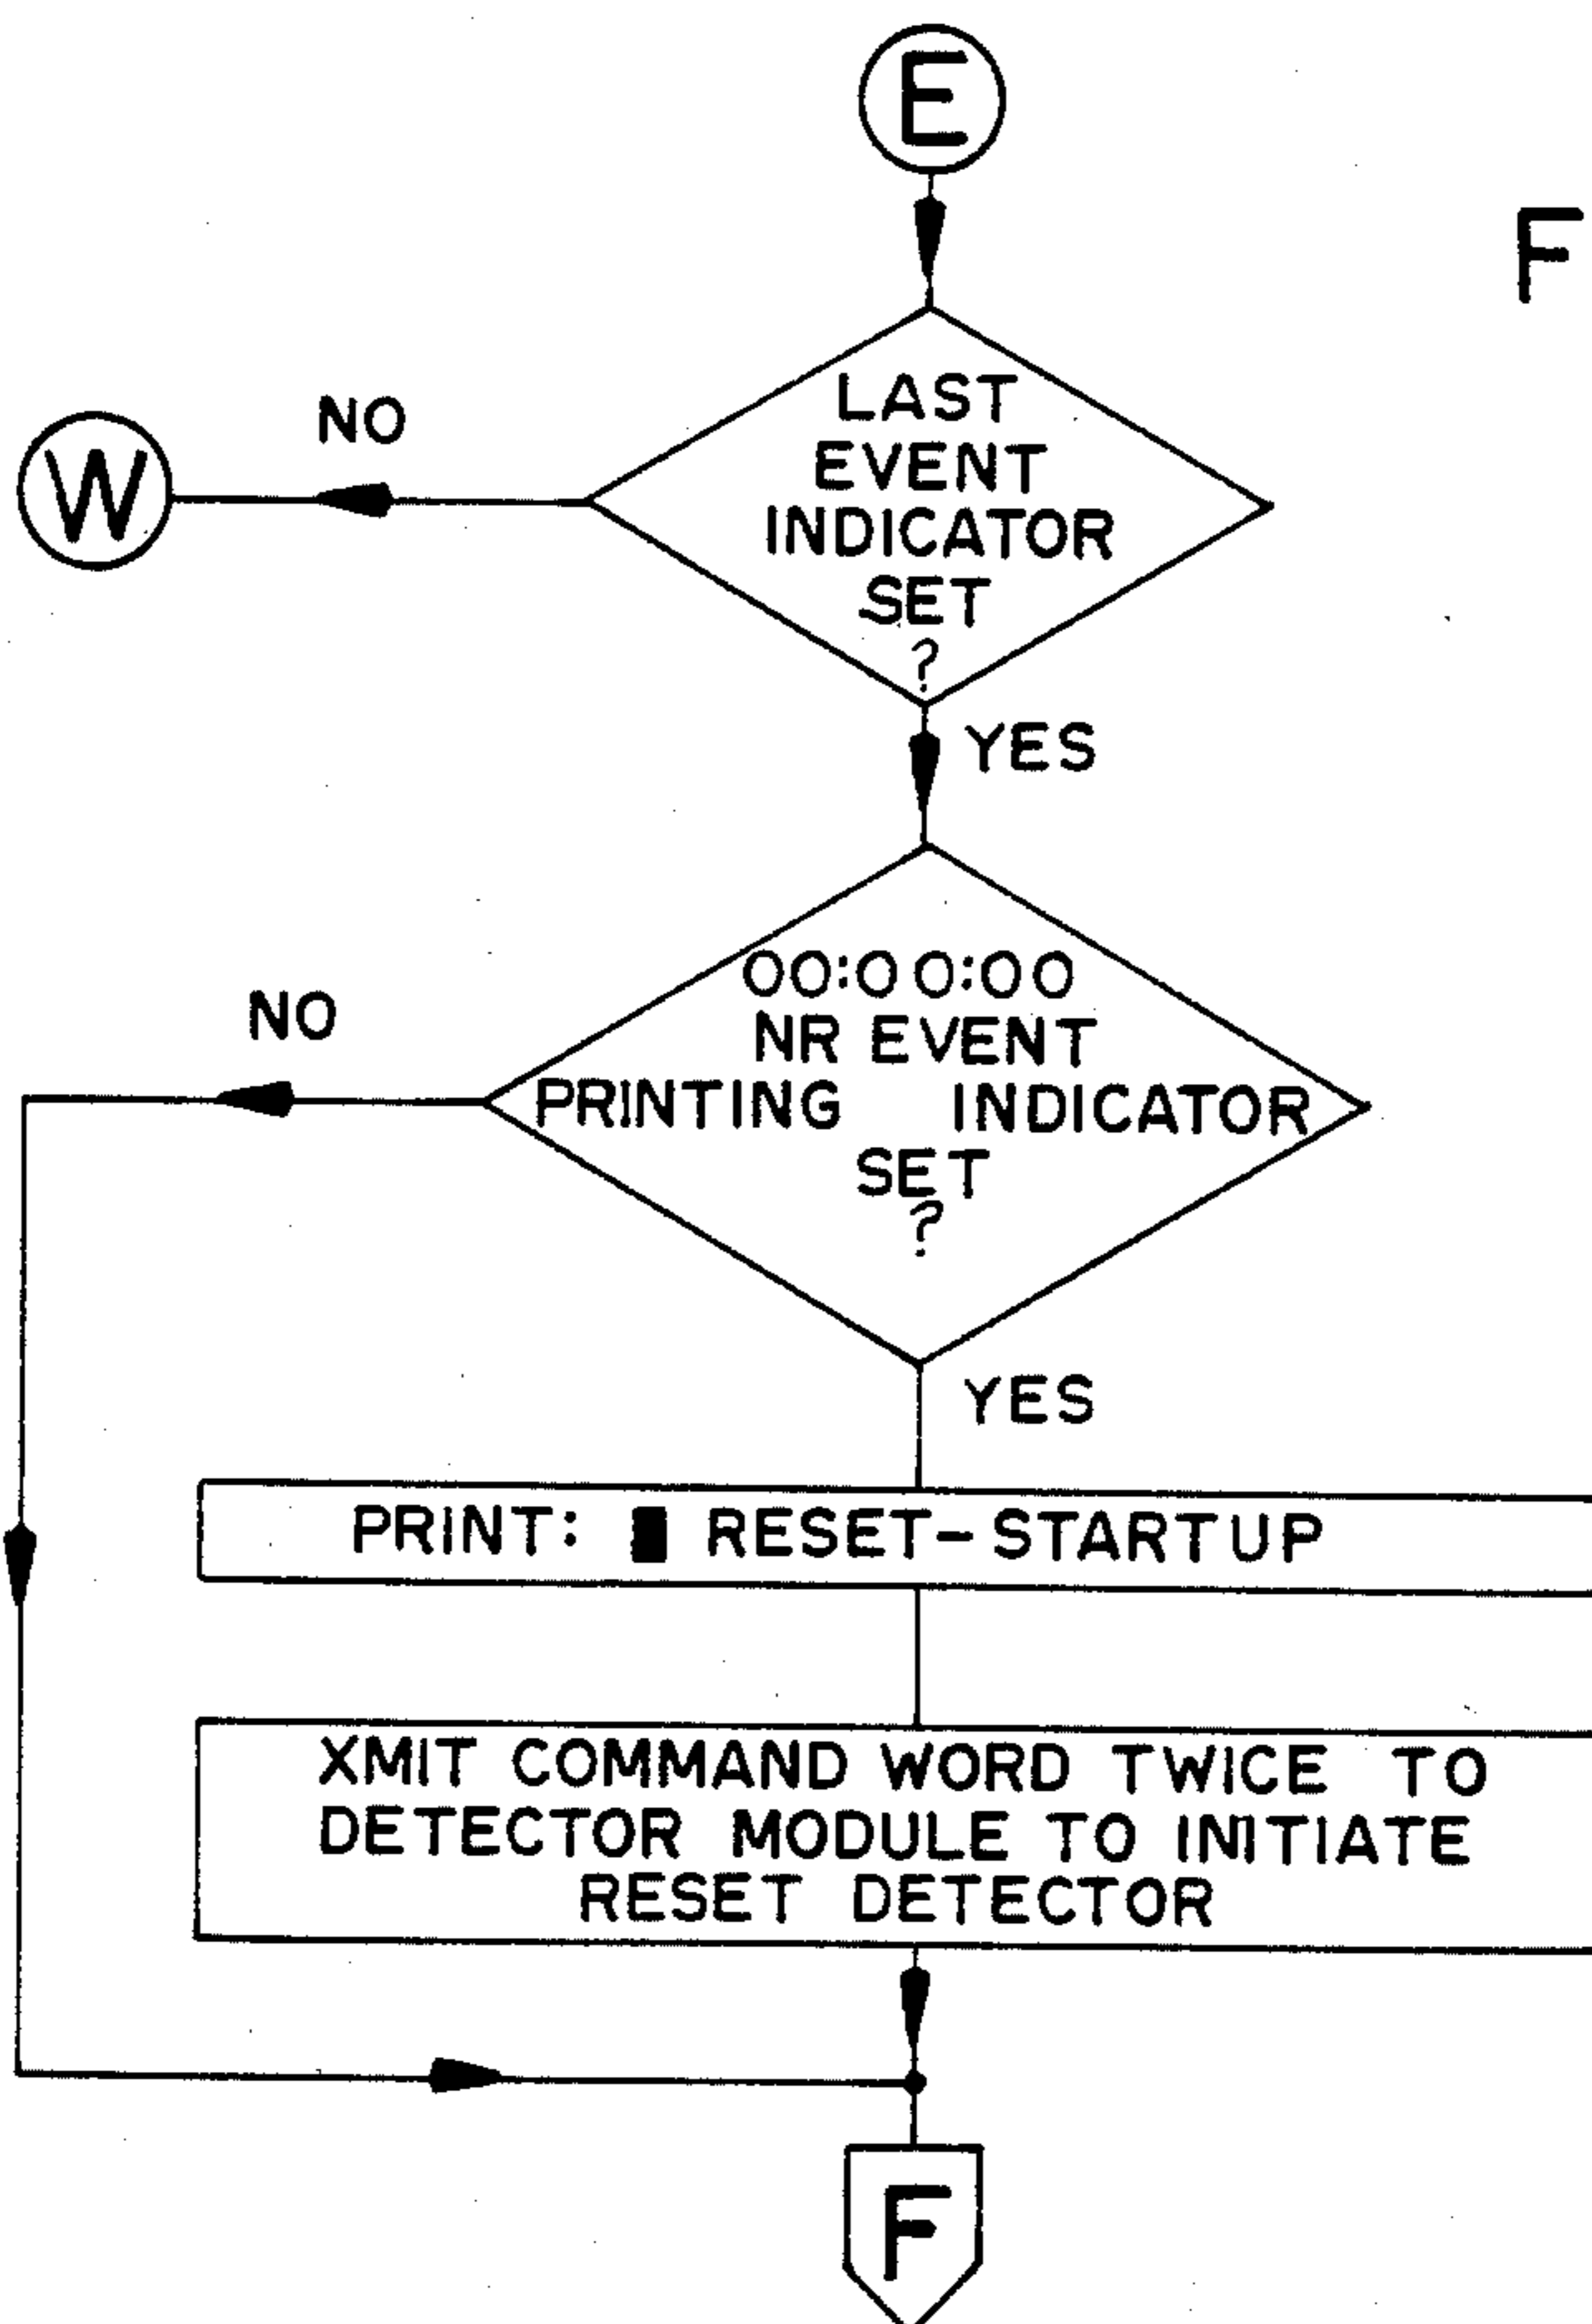 E
F
LAST
NO
EVENT
W
INDICATOR
SET
?
YES
00:00:00
NO
NR EVENT
PRINTING INDICATOR
SET
?
YES
PRINT: ■ RESET-STARTUP
XMIT COMMAND WORD TWICE TO
DETECTOR MODULE TO INITIATE
RESET DETECTOR
F